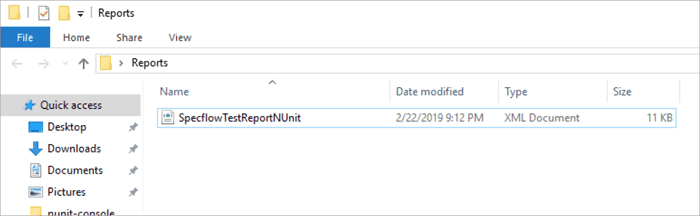 Reports
File Home Share View
Reports
Name Date modified Type Size
Quick access
SpecflowTestReportNUnit 2/22/2019 9:12 PM XML Document 11 KB
Desktop
Downloads
Documents
Pictures
nunit-console